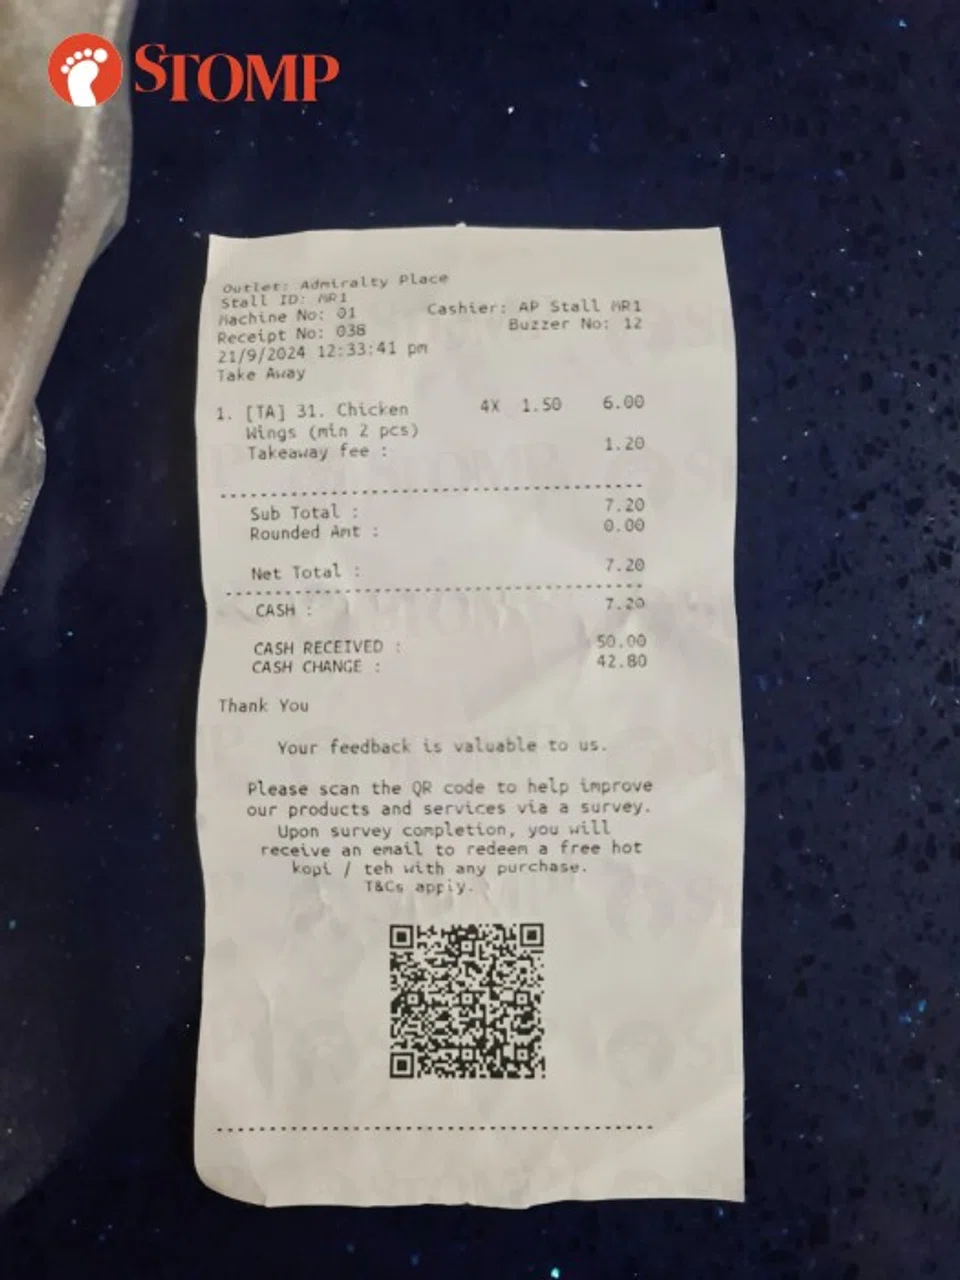 STOMP
Outlet: Admiralty Place
Stall ID: MR1
Machine No: 01 Cashier: AP Stall MR1
Receipt No: 038 Buzzer No: 12
21/9/2024 12:33:41 pm
Take Away
1. [TA] 31. Chicken 4X 1.50 6.00
Wings (min 2 pcs)
Takeaway fee : 1.20
Sub Total : 7.20
Rounded Amt : 0.00
Net Total : 7.20
CASH : 7.20
CASH RECEIVED : 50.00
CASH CHANGE : 42.80
Thank You
Your feedback is valuable to us.
Please scan the QR code to help improve
our products and services via a survey.
Upon survey completion, you will
receive an email to redeem a free hot
kopi / teh with any purchase.
T&Cs apply.